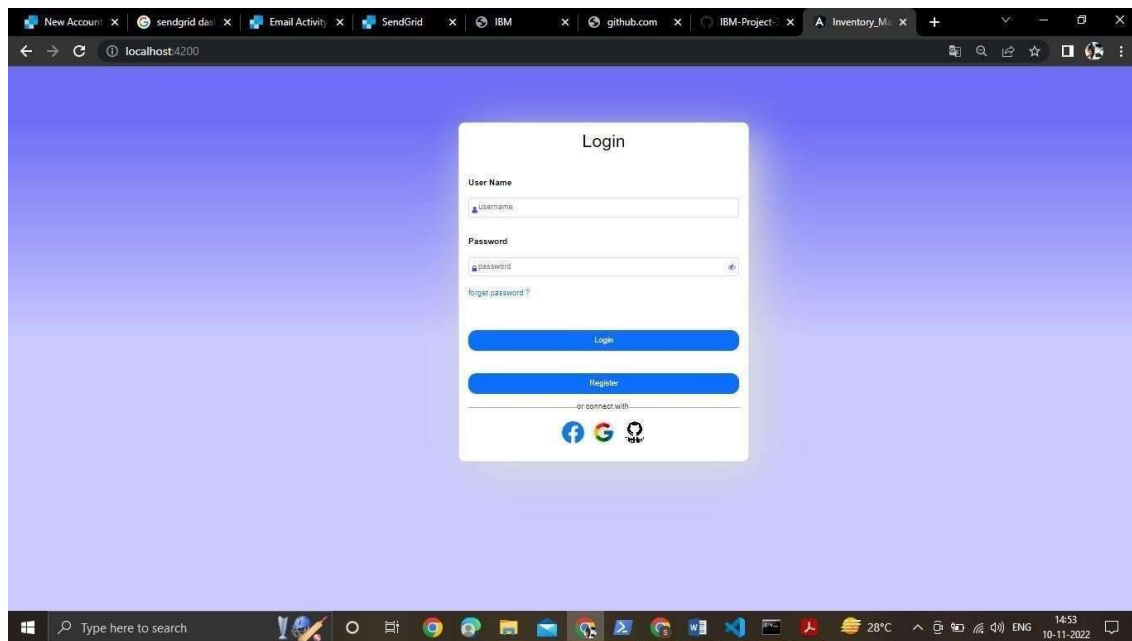 New Account
sendgrid das
Email Activity
SendGrid
IBM
github.com
IBM-Project-
Inventory_Ma
localhost:4200
Login
User Name
username
Password
password
forget password ?
Login
Register
or connect with
Type here to search
28°C
ENG
14:53
10-11-2022